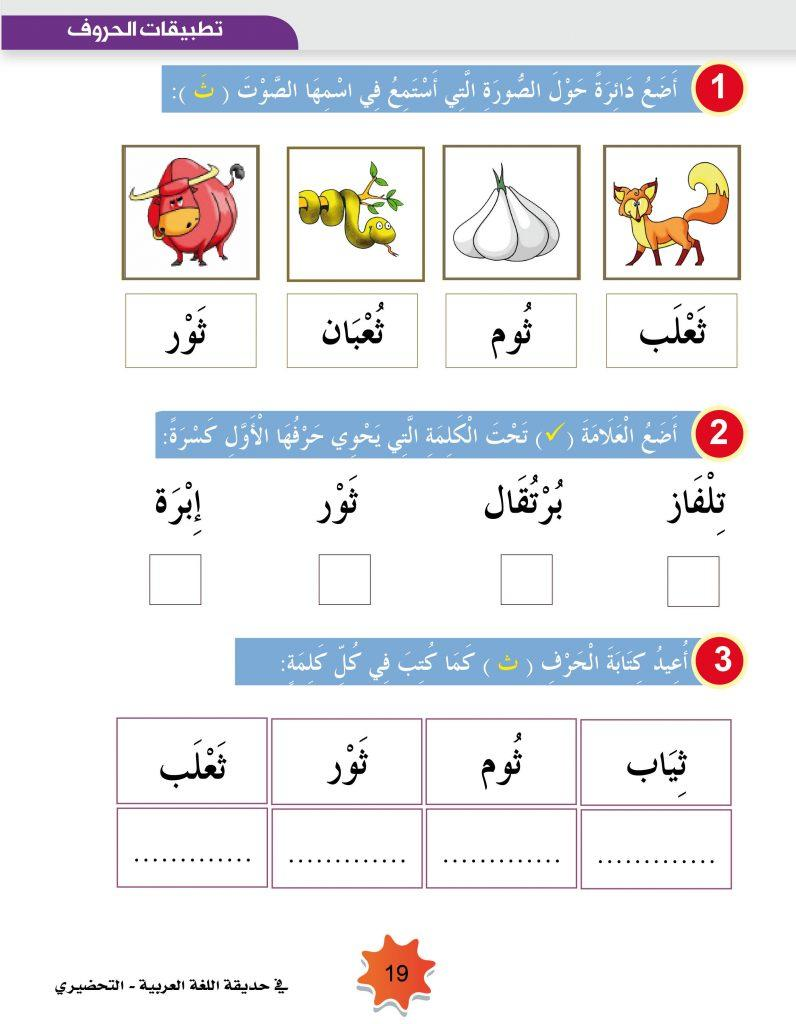 تطبيقات الحروف
1 أَضَعُ دَائِرَةً حَوْلَ الصُّورَةِ الَّتِي أَسْتَمِعُ فِي اسْمِهَا الصَّوْتَ ( ثَ ):
ثَعْلَب ثُوم ثُعْبَان ثَوْر
2 أَضَعُ الْعَلَامَةَ (✓) تَحْتَ الْكَلِمَةِ الَّتِي يَحْوِي حَرْفُهَا الْأَوَّلِ كَسْرَةً:
تِلْفَاز بُرْتُقَال ثَوْر إِبْرَة
3 أُعِيدُ كِتَابَةَ الْحَرْفِ ( ث ) كَمَا كُتِبَ فِي كُلِّ كَلِمَةٍ:
ثِيَاب ثُوم ثَوْر ثَعْلَب
............. ............. ............. .............
19
في حديقة اللغة العربية - التحضيري